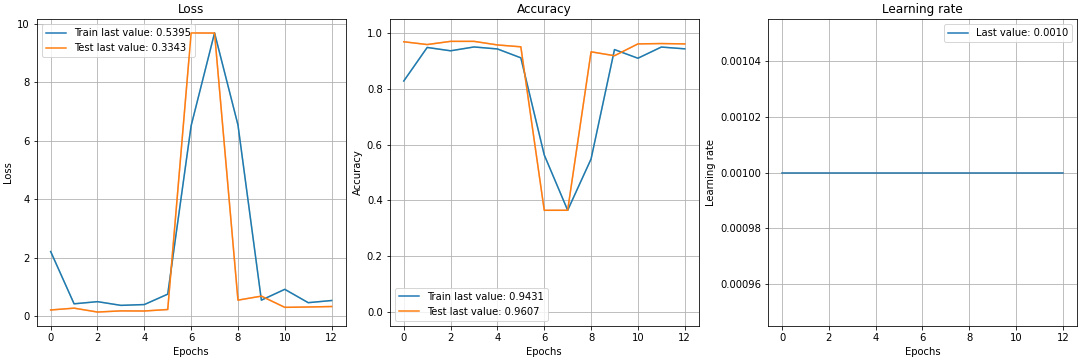 Loss
Train last value: 0.5395
Test last value: 0.3343
10
8
6
4
2
0
Loss
0 2 4 6 8 10 12
Epochs
Accuracy
1.0
0.8
0.6
0.4
0.2
0.0
Accuracy
Train last value: 0.9431
Test last value: 0.9607
0 2 4 6 8 10 12
Epochs
Learning rate
Last value: 0.0010
0.00104
0.00102
0.00100
0.00098
0.00096
Learning rate
0 2 4 6 8 10 12
Epochs